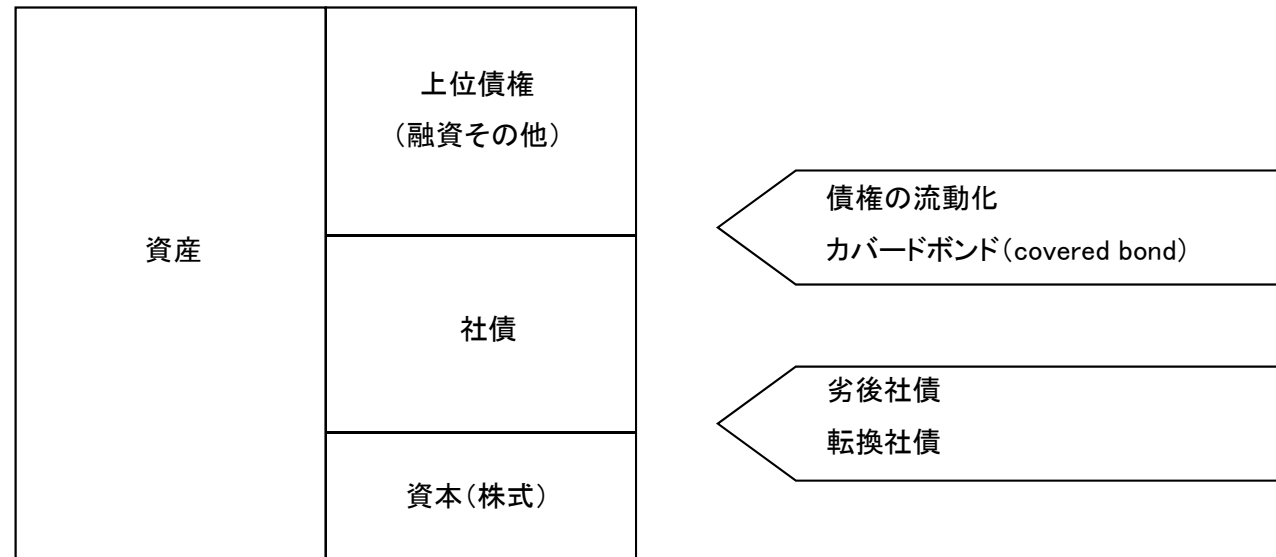 上位債権
（融資その他）
資産
社債
資本（株式）
債権の流動化
カバードボンド（covered bond）
劣後社債
転換社債